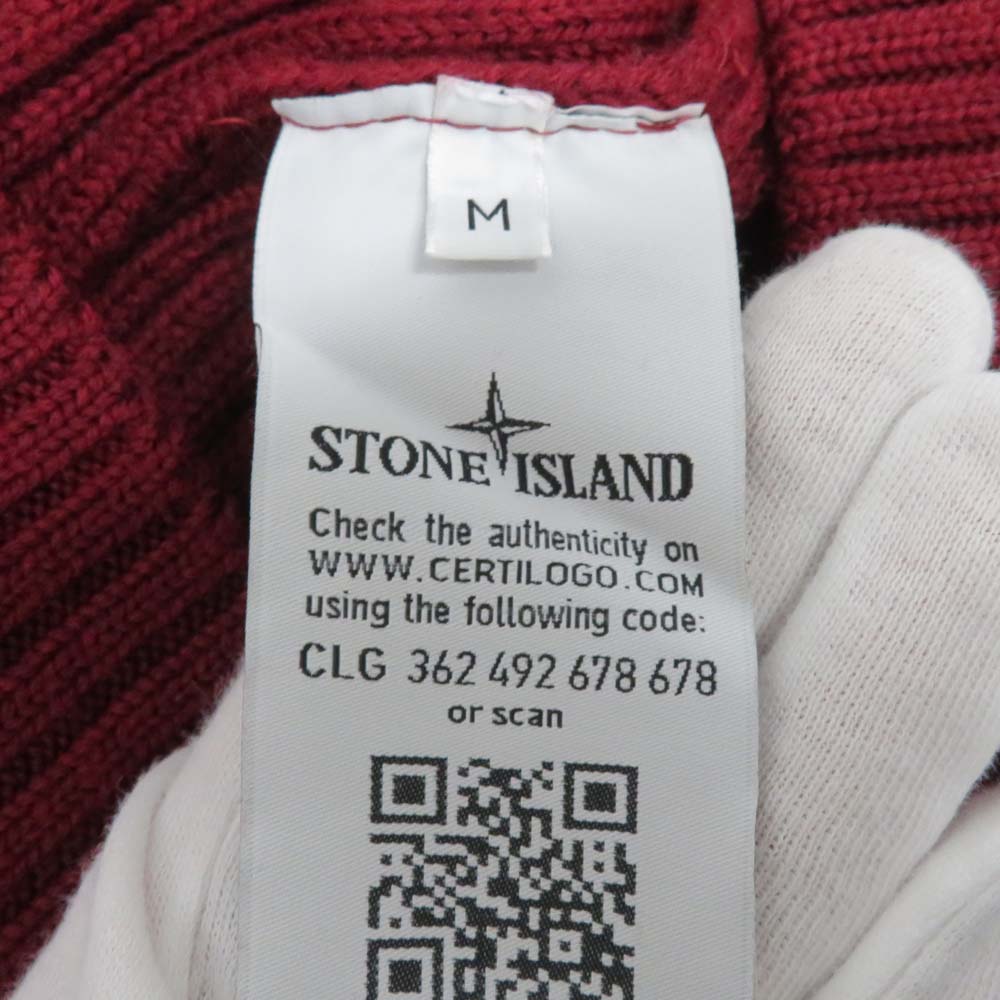 M
STONE ISLAND
Check the authenticity on
WWW.CERTILOGO.COM
using the following code:
CLG 362 492 678 678
or scan